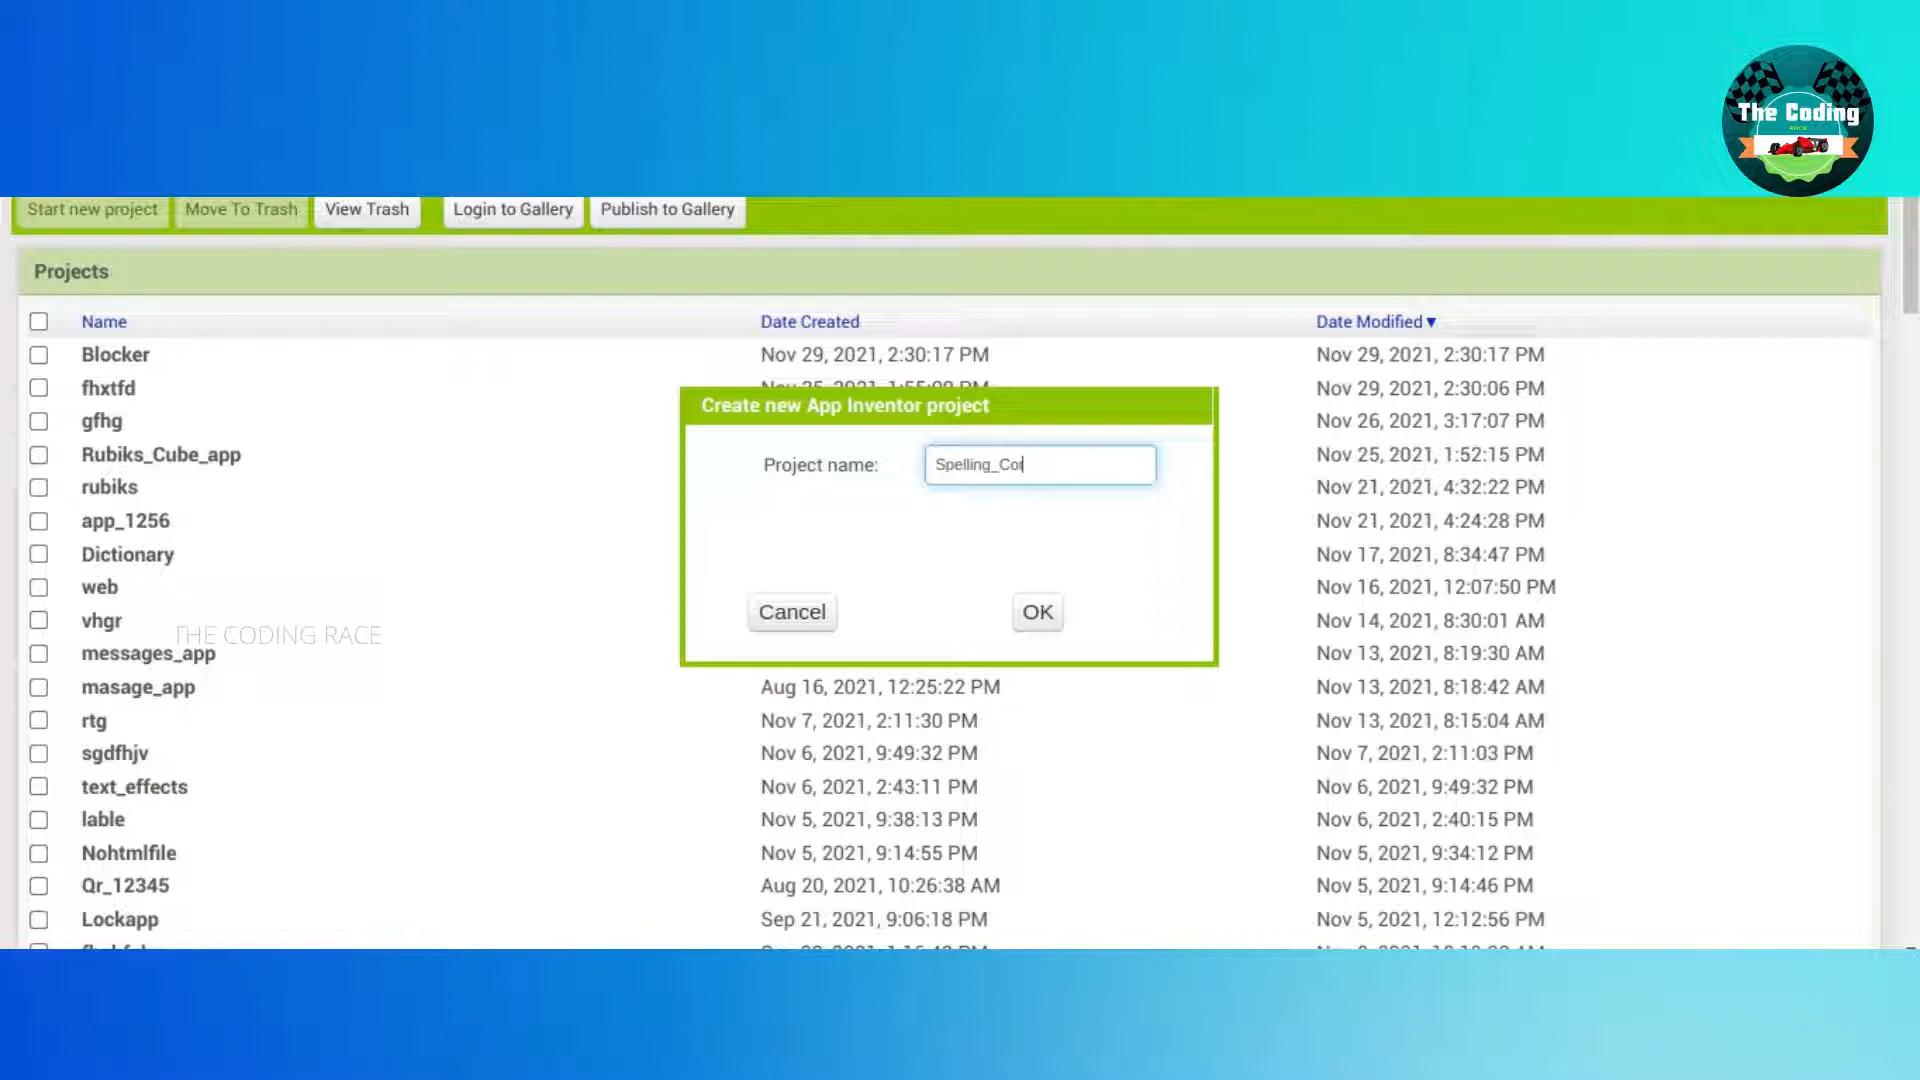 The Coding
RACE
Start new project Move To Trash View Trash Login to Gallery Publish to Gallery
Projects
Name Date Created Date Modified ▼
Blocker Nov 29, 2021, 2:30:17 PM Nov 29, 2021, 2:30:17 PM
fhxtfd Nov 25, 2021, 1:55:09 PM Nov 29, 2021, 2:30:06 PM
Create new App Inventor project
gfhg Nov 26, 2021, 3:17:07 PM
Rubiks_Cube_app Nov 25, 2021, 1:52:15 PM
Project name: Spelling_Cor
rubiks Nov 21, 2021, 4:32:22 PM
app_1256 Nov 21, 2021, 4:24:28 PM
Dictionary Nov 17, 2021, 8:34:47 PM
web Nov 16, 2021, 12:07:50 PM
Cancel OK
vhgr Nov 14, 2021, 8:30:01 AM
THE CODING RACE
messages_app Nov 13, 2021, 8:19:30 AM
masage_app Aug 16, 2021, 12:25:22 PM Nov 13, 2021, 8:18:42 AM
rtg Nov 7, 2021, 2:11:30 PM Nov 13, 2021, 8:15:04 AM
sgdfhjv Nov 6, 2021, 9:49:32 PM Nov 7, 2021, 2:11:03 PM
text_effects Nov 6, 2021, 2:43:11 PM Nov 6, 2021, 9:49:32 PM
lable Nov 5, 2021, 9:38:13 PM Nov 6, 2021, 2:40:15 PM
Nohtmlfile Nov 5, 2021, 9:14:55 PM Nov 5, 2021, 9:34:12 PM
Qr_12345 Aug 20, 2021, 10:26:38 AM Nov 5, 2021, 9:14:46 PM
Lockapp Sep 21, 2021, 9:06:18 PM Nov 5, 2021, 12:12:56 PM